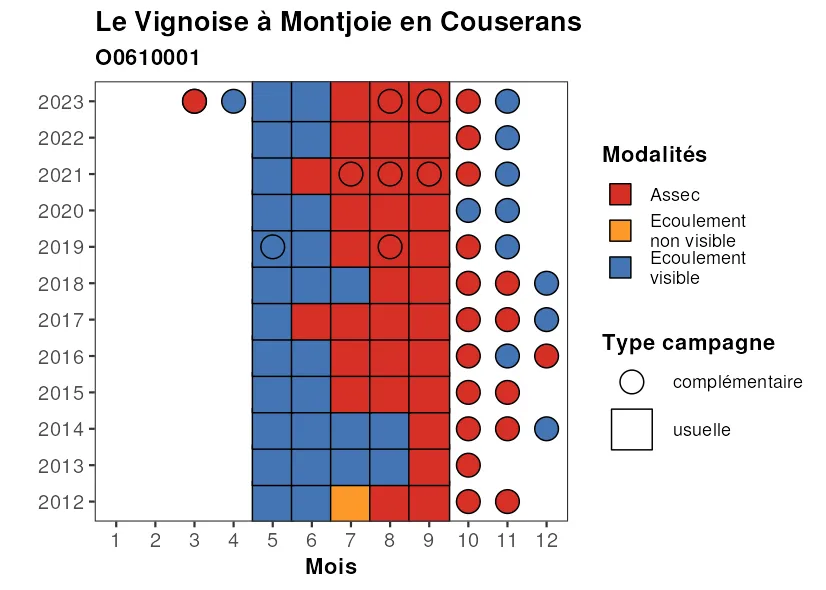 Le Vignoise à Montjoie en Couserans
O0610001
2023
2022
2021
2020
2019
2018
2017
2016
2015
2014
2013
2012
1 2 3 4 5 6 7 8 9 10 11 12
Mois
Modalités
Assec
Ecoulement
non visible
Ecoulement
visible
Type campagne
complémentaire
usuelle